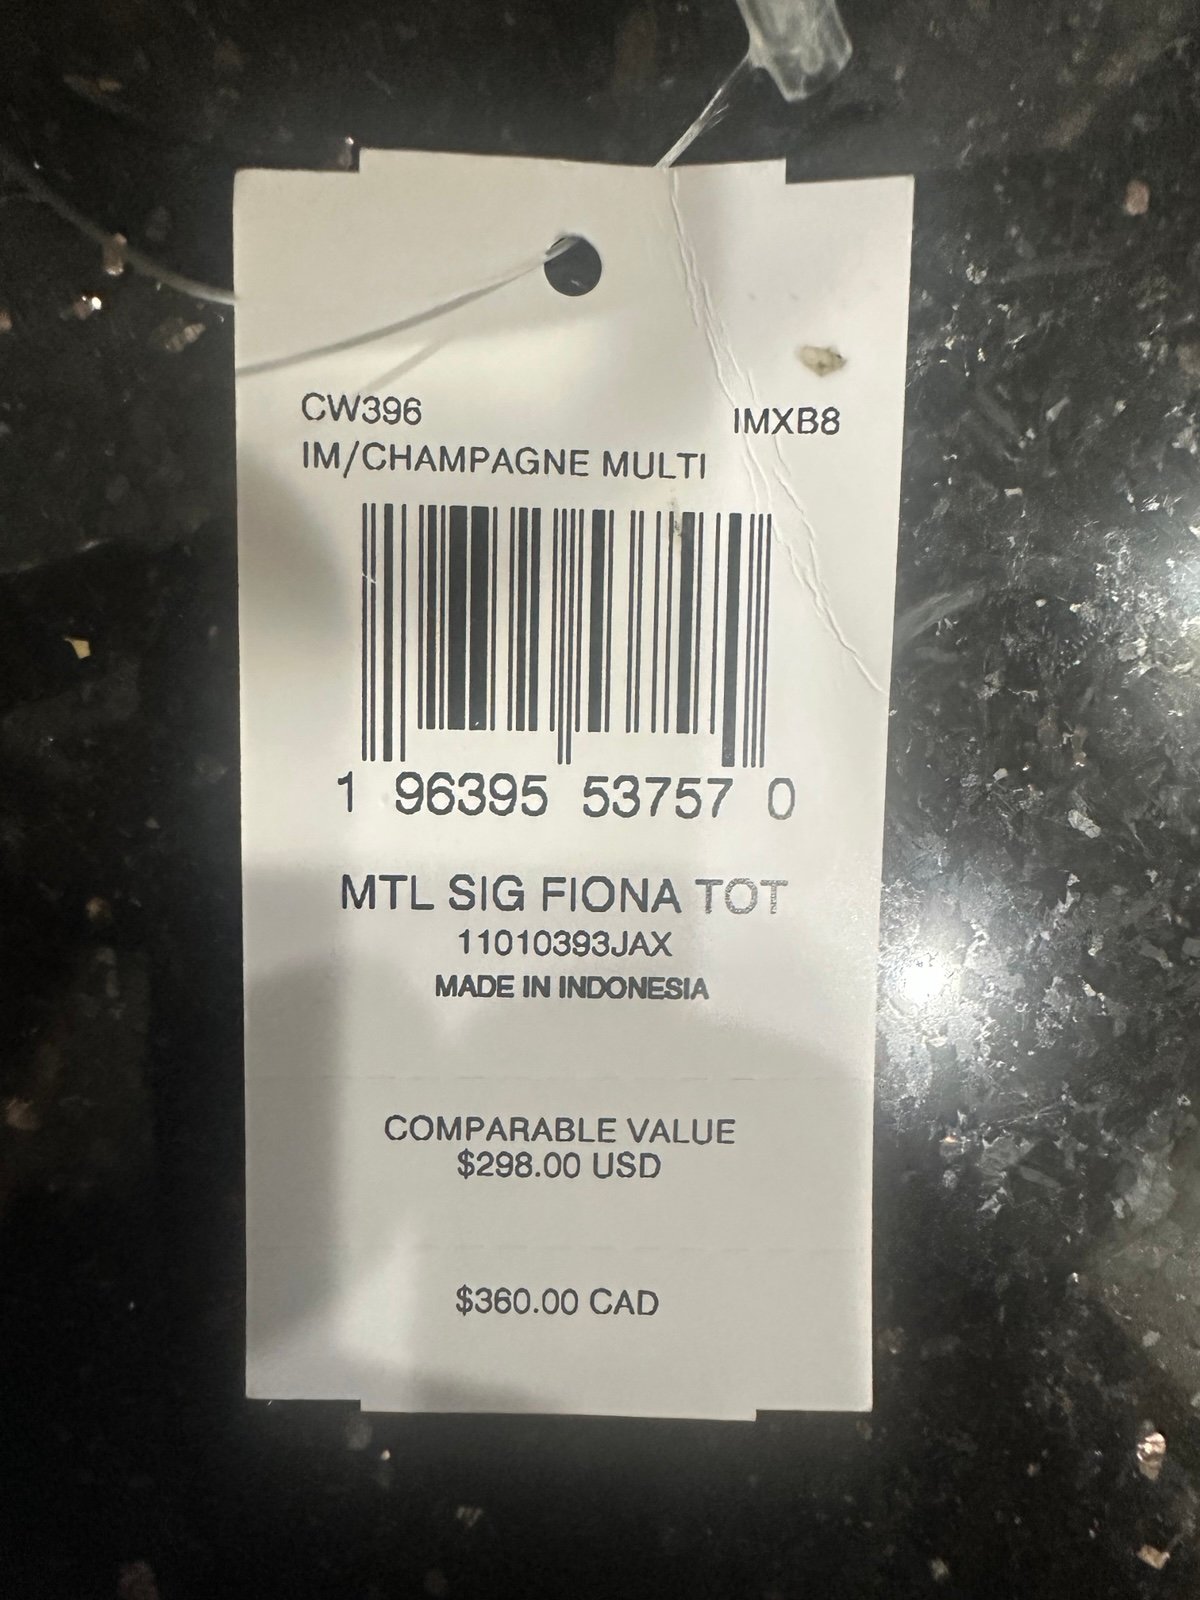 CW396 IMXB8
IM/CHAMPAGNE MULTI
1 96395 53757 0
MTL SIG FIONA TOT
11010393JAX
MADE IN INDONESIA
COMPARABLE VALUE
$298.00 USD
$360.00 CAD